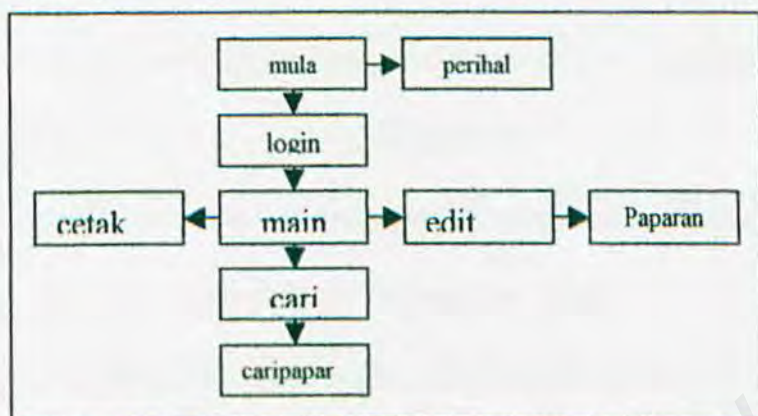 mula
perihal
login
cetak
main
edit
Paparan
cari
caripapar